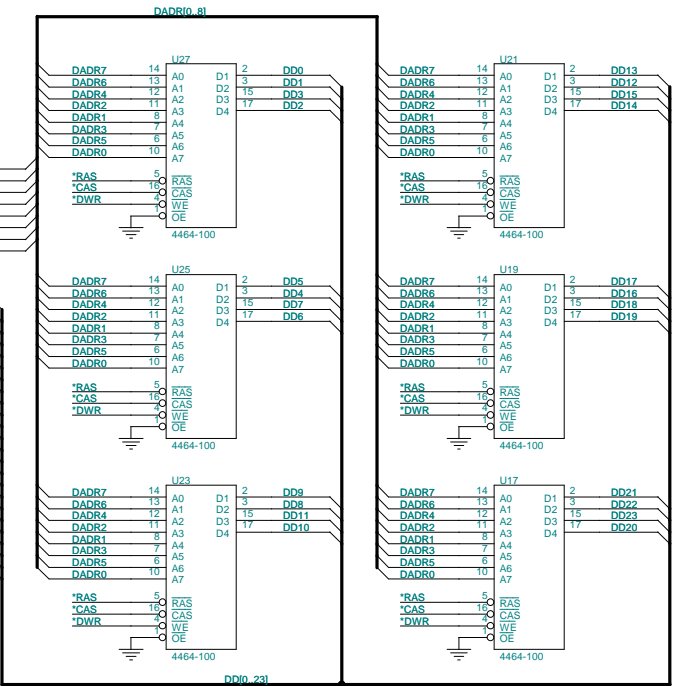 DADR[0..8]
U27
DADR7 14 A0 D1 2 DD0
DADR6 13 A1 D2 3 DD1
DADR4 12 A2 D3 15 DD3
DADR2 11 A3 D4 17 DD2
DADR1 8 A4
DADR3 7 A5
DADR5 6 A6
DADR0 10 A7
*RAS 5 RAS
*CAS 16 CAS
*DWR 4 WE
1 OE
4464-100
U21
DADR7 14 A0 D1 2 DD13
DADR6 13 A1 D2 3 DD12
DADR4 12 A2 D3 15 DD15
DADR2 11 A3 D4 17 DD14
DADR1 8 A4
DADR3 7 A5
DADR5 6 A6
DADR0 10 A7
*RAS 5 RAS
*CAS 16 CAS
*DWR 4 WE
1 OE
4464-100
U25
DADR7 14 A0 D1 2 DD5
DADR6 13 A1 D2 3 DD4
DADR4 12 A2 D3 15 DD7
DADR2 11 A3 D4 17 DD6
DADR1 8 A4
DADR3 7 A5
DADR5 6 A6
DADR0 10 A7
*RAS 5 RAS
*CAS 16 CAS
*DWR 4 WE
1 OE
4464-100
U19
DADR7 14 A0 D1 2 DD17
DADR6 13 A1 D2 3 DD16
DADR4 12 A2 D3 15 DD18
DADR2 11 A3 D4 17 DD19
DADR1 8 A4
DADR3 7 A5
DADR5 6 A6
DADR0 10 A7
*RAS 5 RAS
*CAS 16 CAS
*DWR 4 WE
1 OE
4464-100
U23
DADR7 14 A0 D1 2 DD9
DADR6 13 A1 D2 3 DD8
DADR4 12 A2 D3 15 DD11
DADR2 11 A3 D4 17 DD10
DADR1 8 A4
DADR3 7 A5
DADR5 6 A6
DADR0 10 A7
*RAS 5 RAS
*CAS 16 CAS
*DWR 4 WE
1 OE
4464-100
U17
DADR7 14 A0 D1 2 DD21
DADR6 13 A1 D2 3 DD22
DADR4 12 A2 D3 15 DD23
DADR2 11 A3 D4 17 DD20
DADR1 8 A4
DADR3 7 A5
DADR5 6 A6
DADR0 10 A7
*RAS 5 RAS
*CAS 16 CAS
*DWR 4 WE
1 OE
4464-100
DD[0..23]